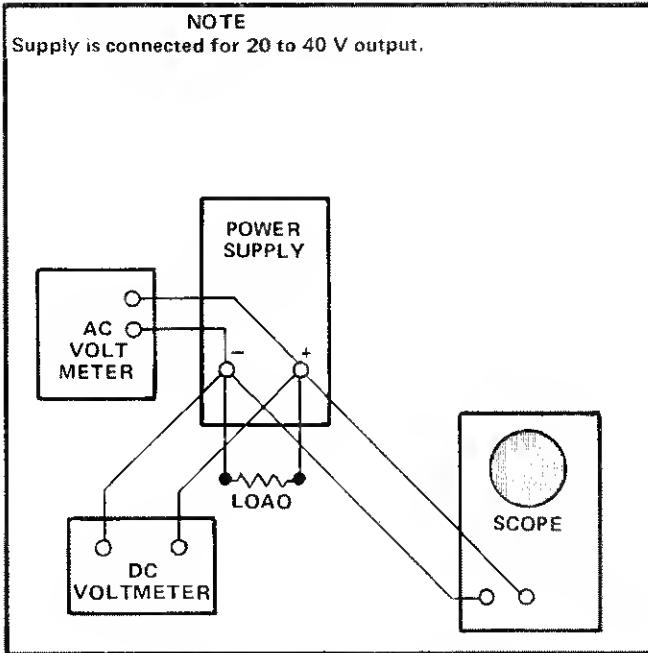 NOTE
Supply is connected for 20 to 40 V output.
POWER
SUPPLY
AC
VOLT
METER
−
+
LOAO
SCOPE
DC
VOLTMETER